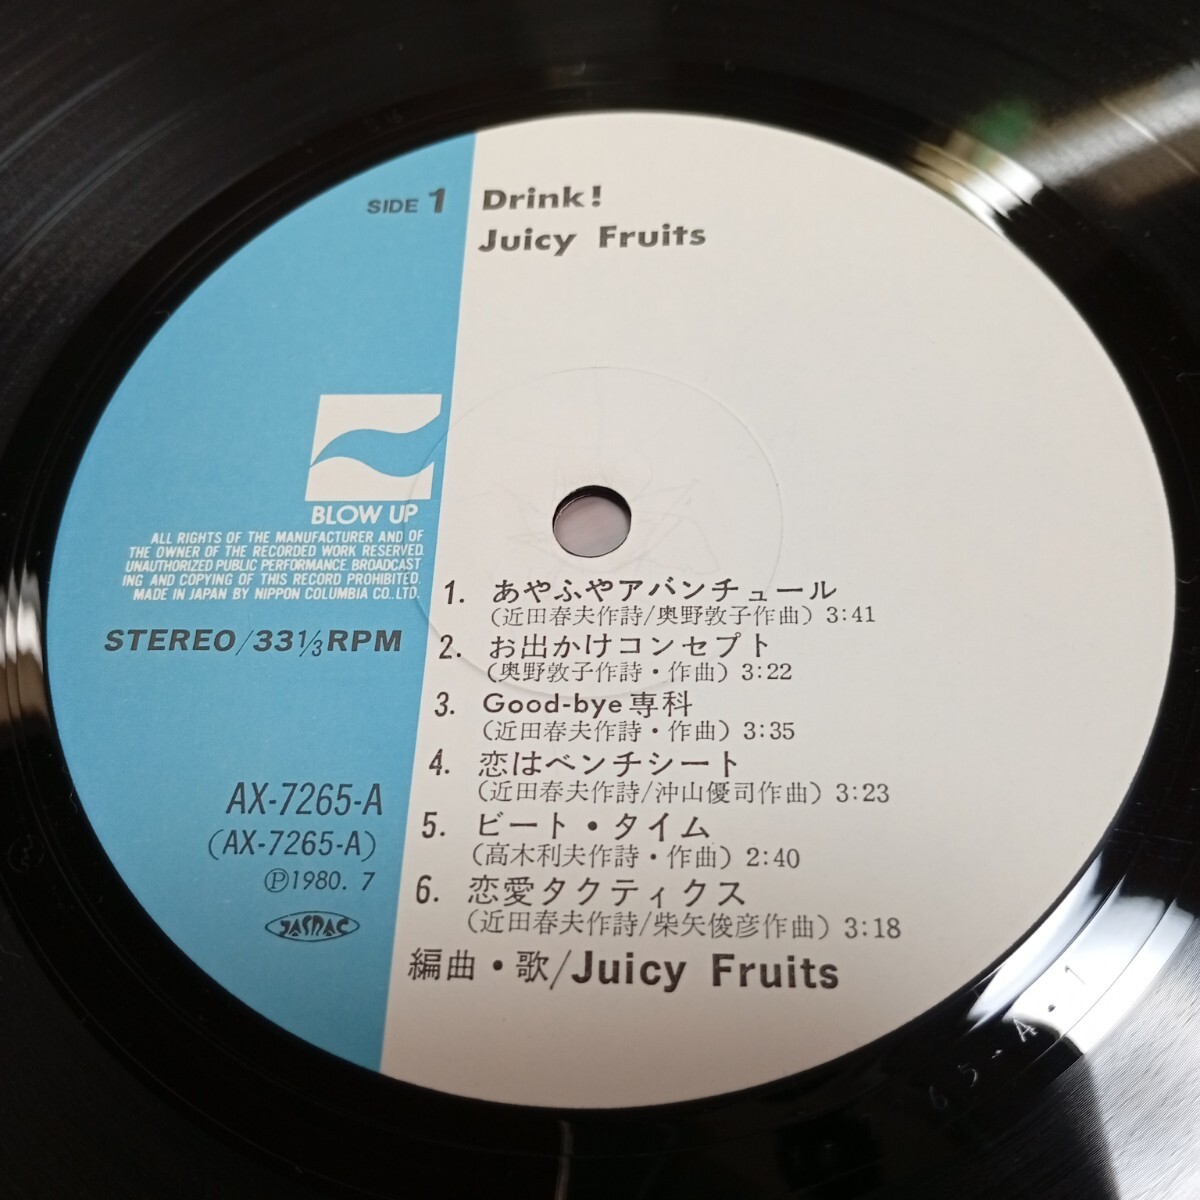 SIDE 1
Drink!
Juicy Fruits
BLOW UP
ALL RIGHTS OF THE MANUFACTURER AND OF
THE OWNER OF THE RECORDED WORK RESERVED.
UNAUTHORIZED PUBLIC PERFORMANCE. BROADCAST
ING AND COPYING OF THIS RECORD PROHIBITED.
MADE IN JAPAN BY NIPPON COLUMBIA CO., LTD.
STEREO/33 1/3 RPM
AX-7265-A
(AX-7265-A)
Ⓟ1980. 7
JASRAC
1. あやふやアバンチュール
(近田春夫作詩/奥野敦子作曲) 3:41
2. お出かけコンセプト
(奥野敦子作詩・作曲) 3:22
3. Good-bye 専科
(近田春夫作詩・作曲) 3:35
4. 恋はベンチシート
(近田春夫作詩/沖山優司作曲) 3:23
5. ビート・タイム
(高木利夫作詩・作曲) 2:40
6. 恋愛タクティクス
(近田春夫作詩/柴矢俊彦作曲) 3:18
編曲・歌/Juicy Fruits
65-A-1